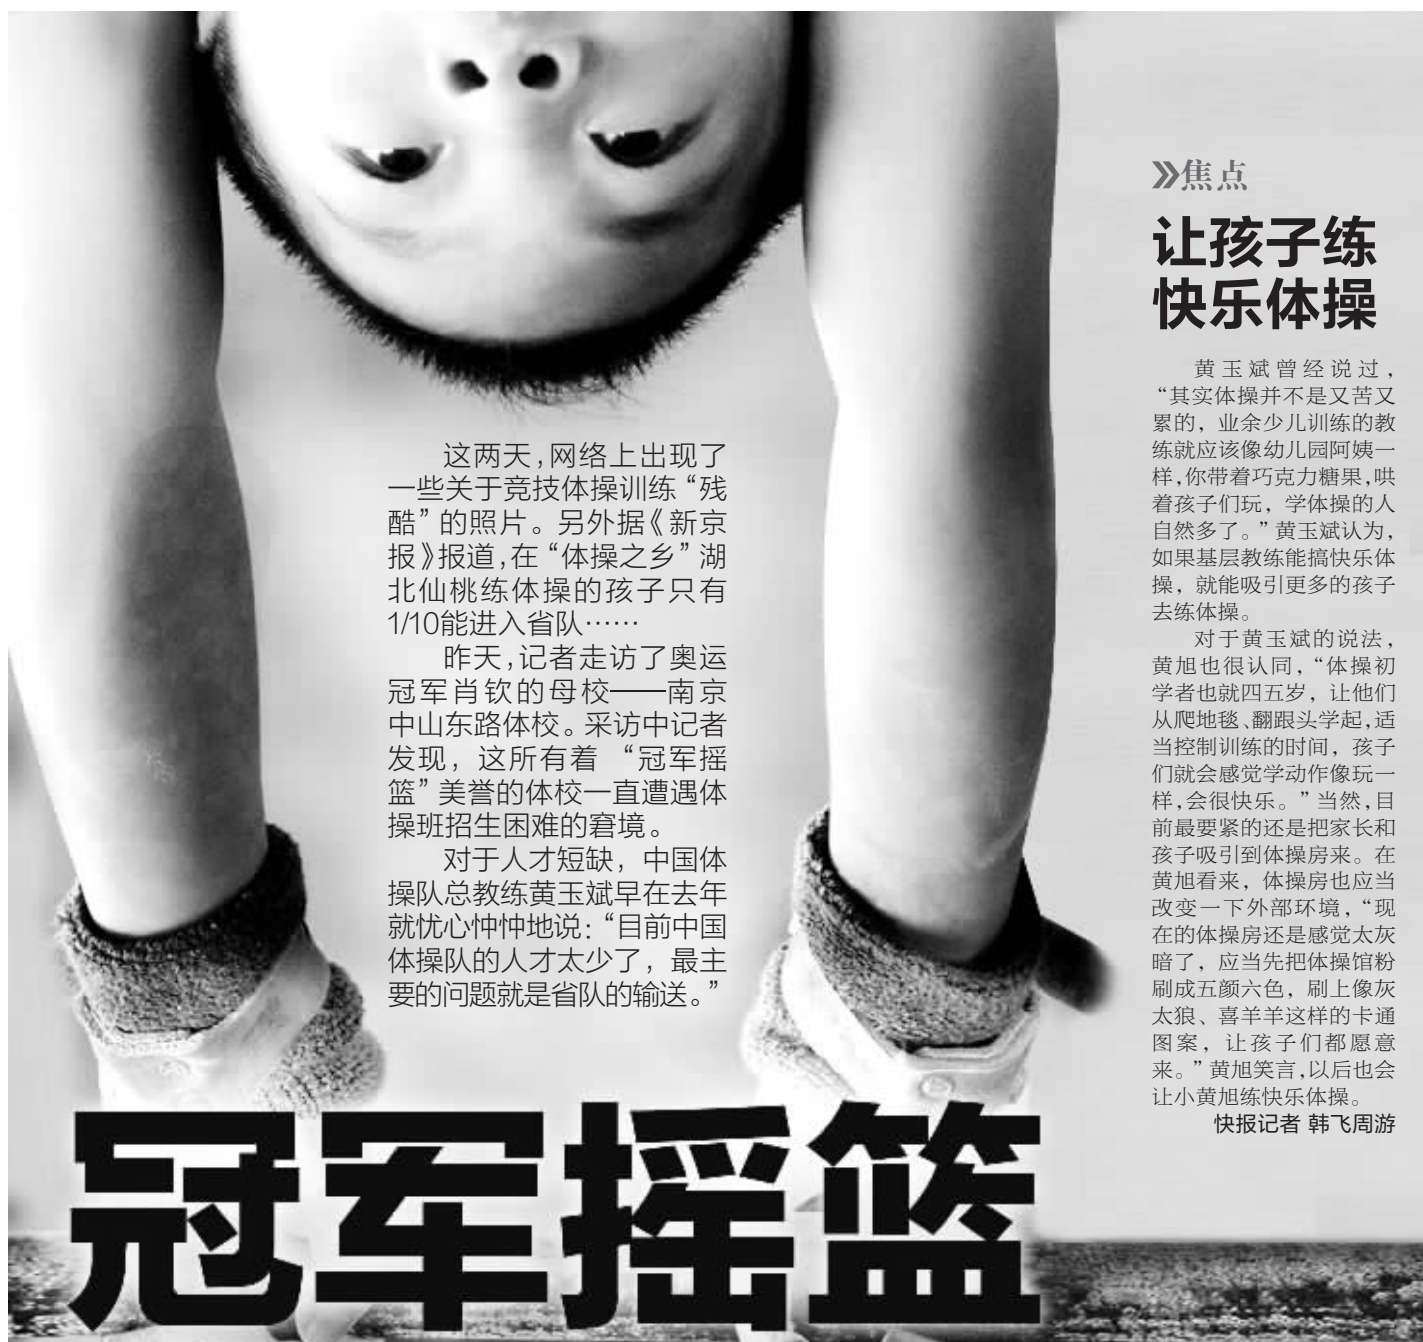 这两天,网络上出现了
一些关于竞技体操训练“残
酷”的照片。另外据《新京
报》报道,在“体操之乡”湖
北仙桃练体操的孩子只有
1/10能进入省队……
昨天,记者走访了奥运
冠军肖钦的母校——南京
中山东路体校。采访中记者
发现，这所有着“冠军摇
篮”美誉的体校一直遭遇体
操班招生困难的窘境。
对于人才短缺，中国体
操队总教练黄玉斌早在去年
就忧心忡忡地说：“目前中国
体操队的人才太少了，最主
要的问题就是省队的输送。”
冠军摇篮
焦点
让孩子练
快乐体操
黄玉斌曾经说过，
“其实体操并不是又苦又
累的，业余少儿训练的教
练就应该像幼儿园阿姨一
样,你带着巧克力糖果,哄
着孩子们玩，学体操的人
自然多了。”黄玉斌认为,
如果基层教练能搞快乐体
操，就能吸引更多的孩子
去练体操。
对于黄玉斌的说法,
黄旭也很认同，“体操初
学者也就四五岁，让他们
从爬地毯、翻跟头学起,适
当控制训练的时间，孩子
们就会感觉学动作像玩一
样,会很快乐。”当然,目
前最要紧的还是把家长和
孩子吸引到体操房来。在
黄旭看来，体操房也应当
改变一下外部环境，“现
在的体操房还是感觉太灰
暗了，应当先把体操馆粉
刷成五颜六色，刷上像灰
太狼、喜羊羊这样的卡通
图案，让孩子们都愿意
来。”黄旭笑言,以后也会
让小黄旭练快乐体操。
快报记者 韩飞周游